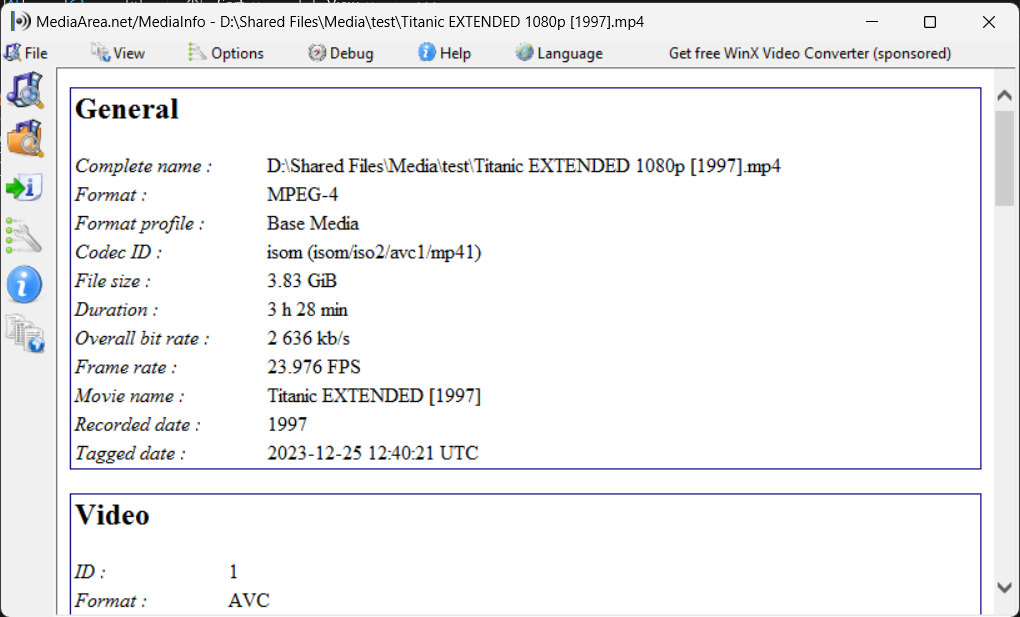 MediaArea.net/MediaInfo - D:\Shared Files\Media\test\Titanic EXTENDED 1080p [1997].mp4
File View Options Debug Help Language Get free WinX Video Converter (sponsored)
General
Complete name : D:\Shared Files\Media\test\Titanic EXTENDED 1080p [1997].mp4
Format : MPEG-4
Format profile : Base Media
Codec ID : isom (isom/iso2/avc1/mp41)
File size : 3.83 GiB
Duration : 3 h 28 min
Overall bit rate : 2 636 kb/s
Frame rate : 23.976 FPS
Movie name : Titanic EXTENDED [1997]
Recorded date : 1997
Tagged date : 2023-12-25 12:40:21 UTC
Video
ID : 1
Format : AVC